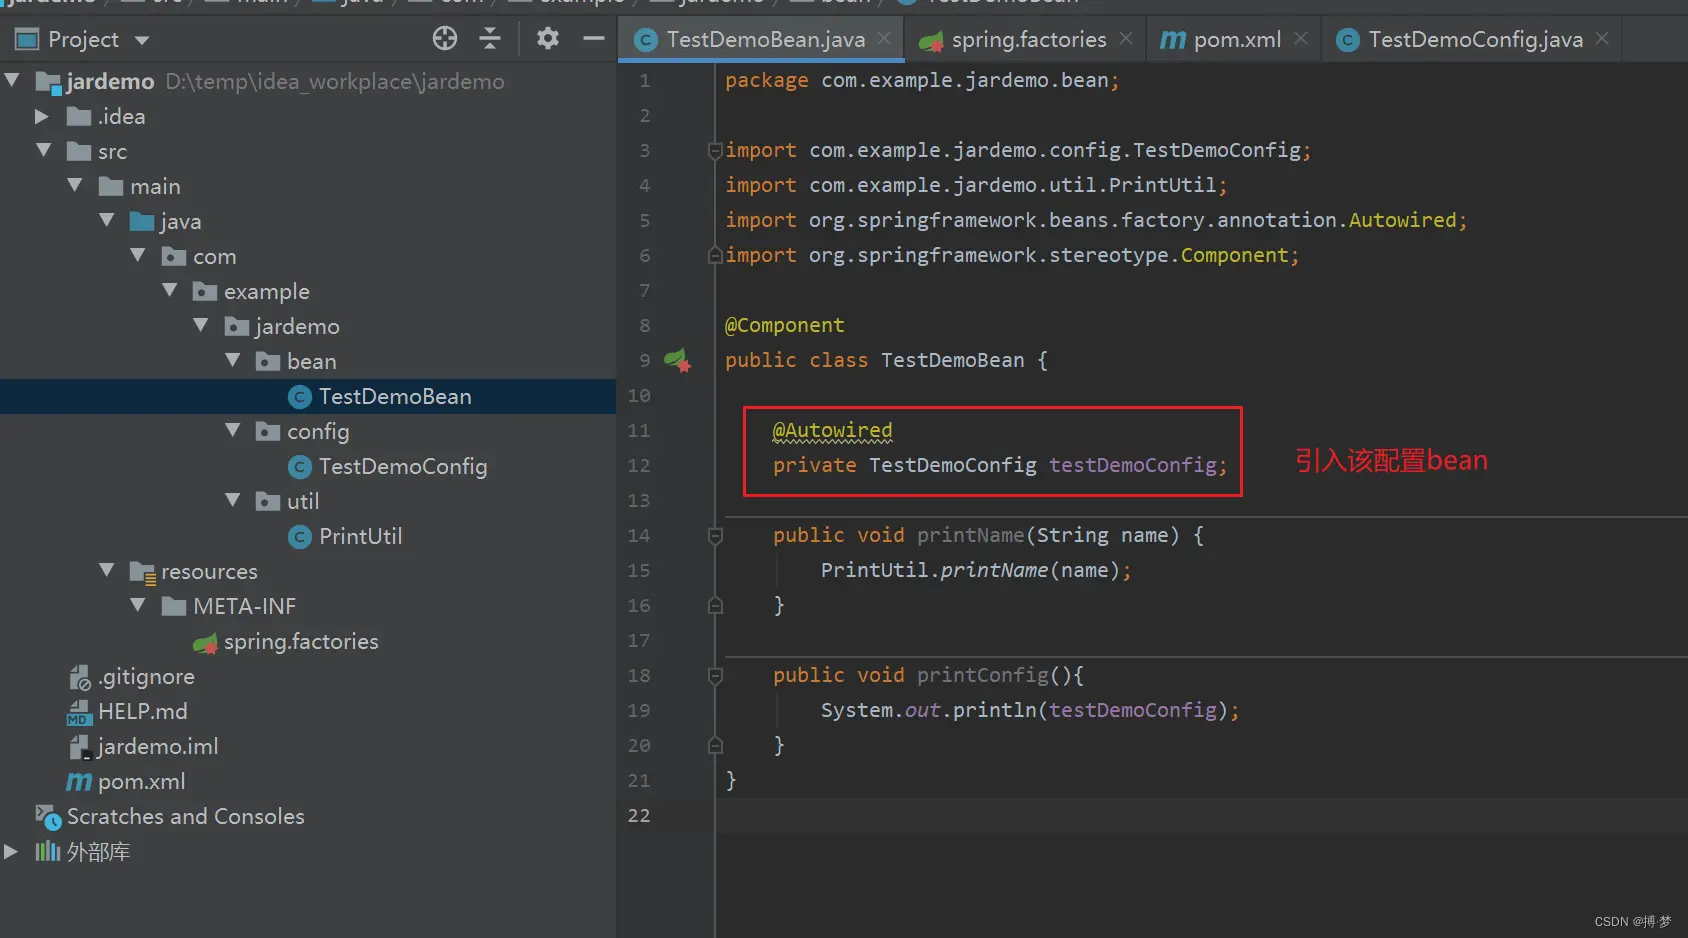 Project
jardemo D:\temp\idea_workplace\jardemo
.idea
src
main
java
com
example
jardemo
bean
TestDemoBean
config
TestDemoConfig
util
PrintUtil
resources
META-INF
spring.factories
.gitignore
HELP.md
jardemo.iml
pom.xml
Scratches and Consoles
外部库
TestDemoBean.java spring.factories pom.xml TestDemoConfig.java
1 package com.example.jardemo.bean;
2
3 import com.example.jardemo.config.TestDemoConfig;
4 import com.example.jardemo.util.PrintUtil;
5 import org.springframework.beans.factory.annotation.Autowired;
6 import org.springframework.stereotype.Component;
7
8 @Component
9 public class TestDemoBean {
10
11 @Autowired
12 private TestDemoConfig testDemoConfig;
引入该配置bean
13
14 public void printName(String name) {
15 PrintUtil.printName(name);
16 }
17
18 public void printConfig(){
19 System.out.println(testDemoConfig);
20 }
21 }
22
CSDN @搏·梦